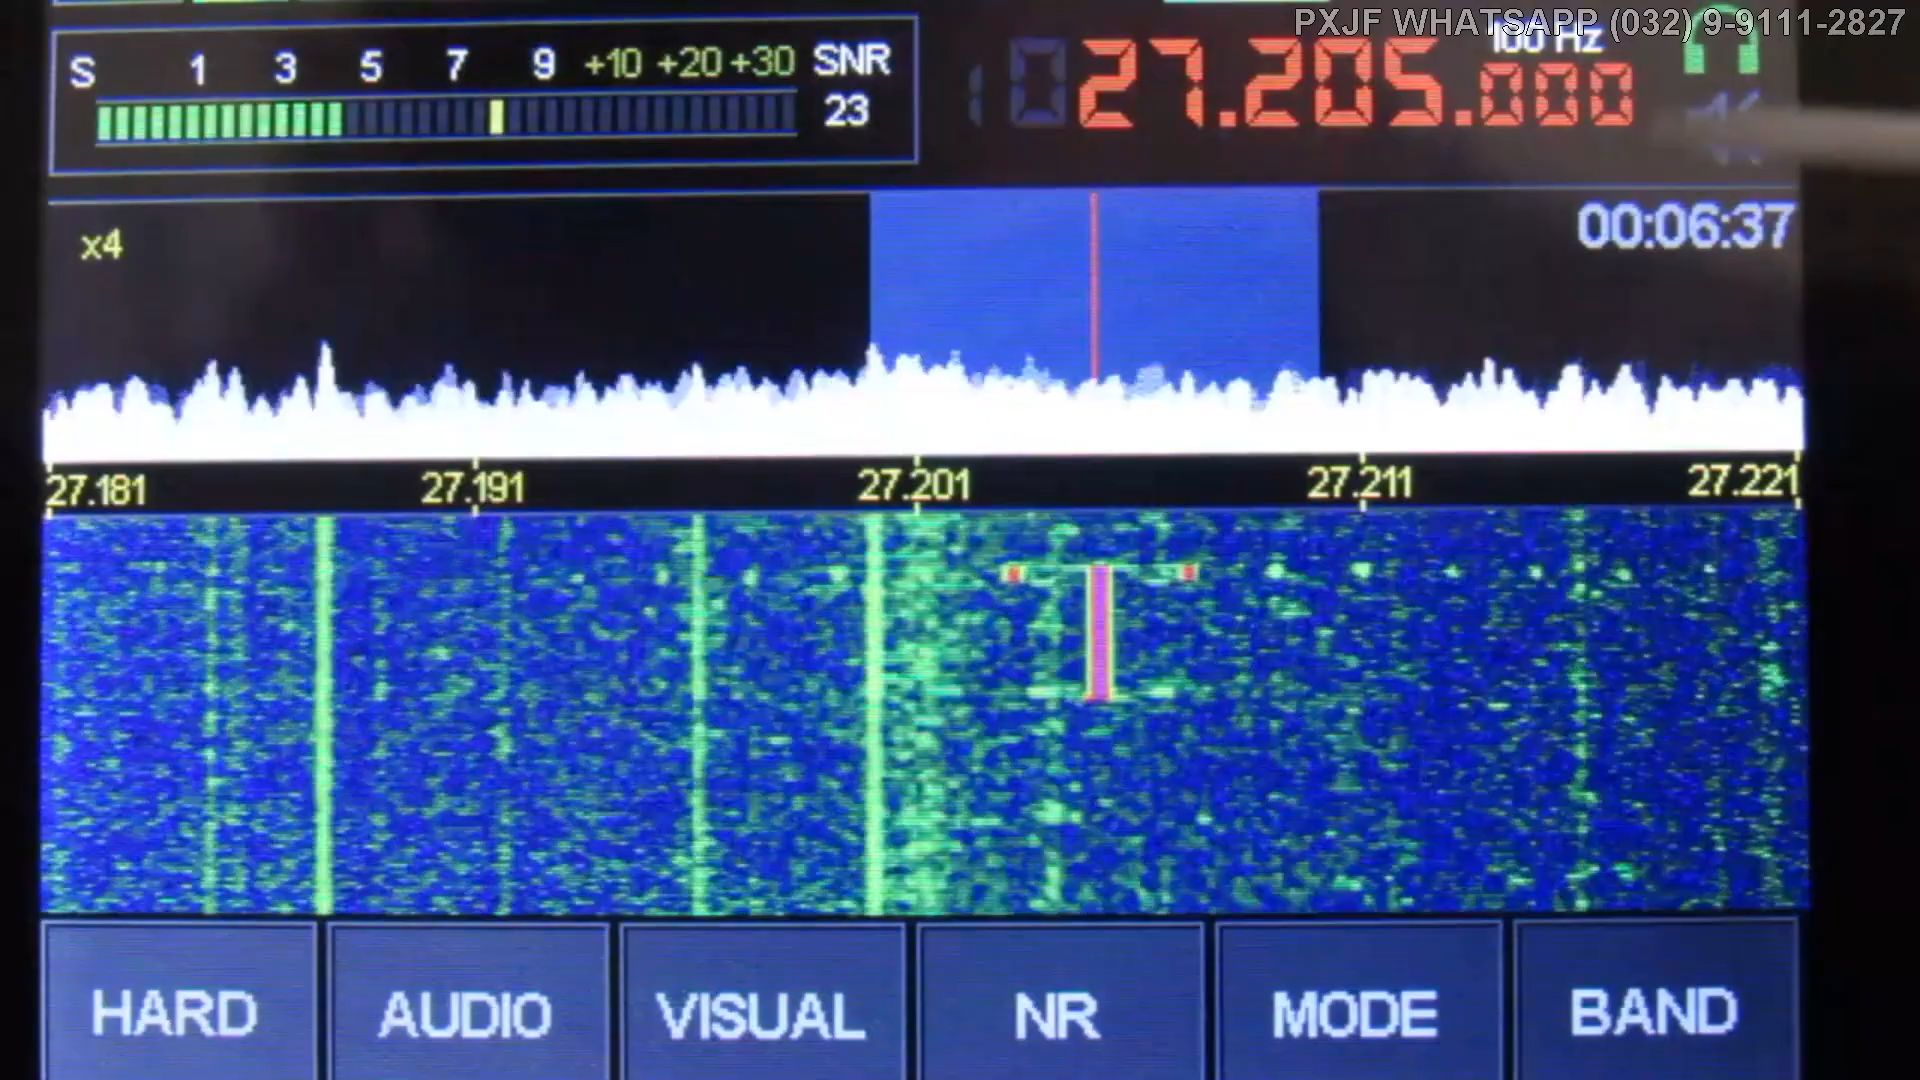 PXJF WHATSAPP (032) 9-9111-2827
S 1 3 5 7 9 +10 +20 +30 SNR
23
100 Hz
27.205.000
x4
00:06:37
27.181 27.191 27.201 27.211 27.221
HARD AUDIO VISUAL NR MODE BAND